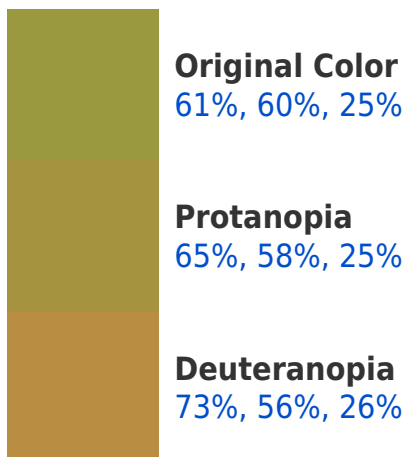 Original Color
61%, 60%, 25%
Protanopia
65%, 58%, 25%
Deuteranopia
73%, 56%, 26%